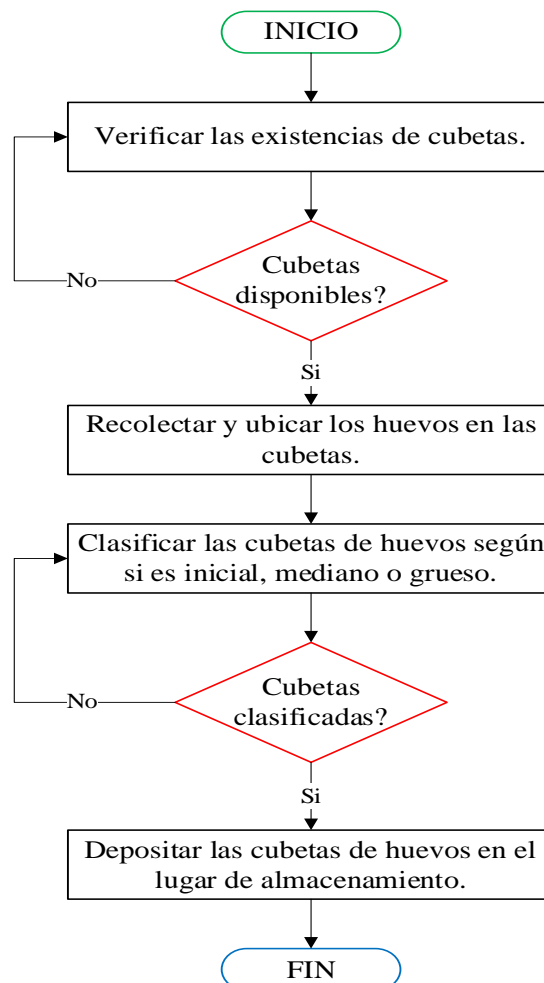 INICIO
Verificar las existencias de cubetas.
Cubetas
disponibles?
No
Si
Recolectar y ubicar los huevos en las
cubetas.
Clasificar las cubetas de huevos según
si es inicial, mediano o grueso.
Cubetas
clasificadas?
No
Si
Depositar las cubetas de huevos en el
lugar de almacenamiento.
FIN